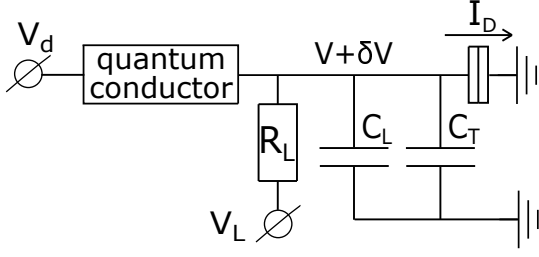 I_D
V_d
quantum
conductor
V+δV
R_L
C_L
C_T
V_L